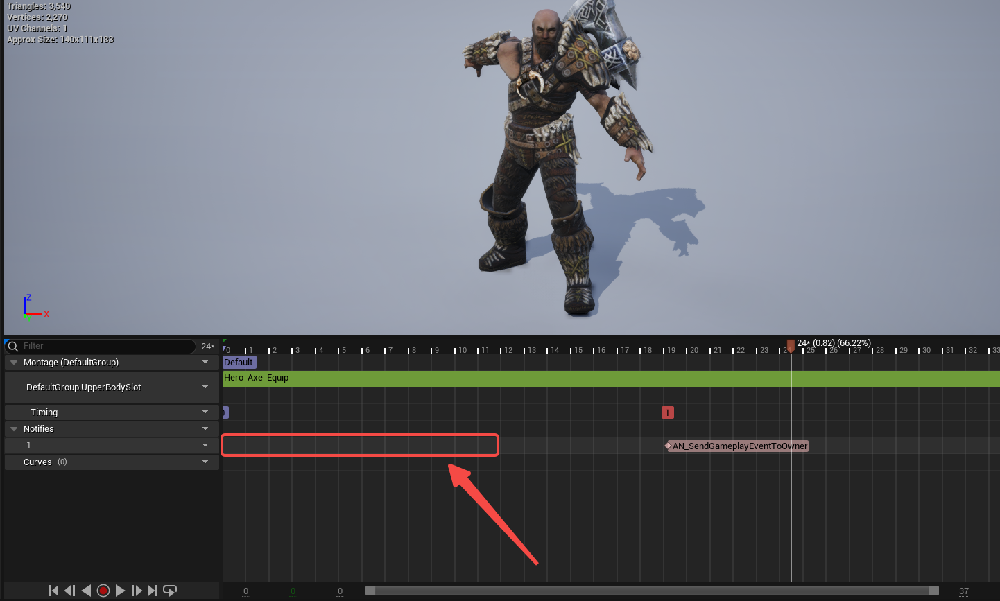 Triangles: 3,540
Vertices: 2,270
UV Channels: 1
Approx Size: 140x111x183
Z
X
Filter
24*
0 1 2 3 4 5 6 7 8 9 10 11 12 13 14 15 16 17 18 19 20 21 22 23 24 25 26 27 28 29 30 31 32 33
24* (0.82) (66.22%)
Montage (DefaultGroup)
Default
Hero_Axe_Equip
DefaultGroup.UpperBodySlot
Timing
1
Notifies
1
AN_SendGameplayEventToOwner
Curves (0)
0
0
0
37